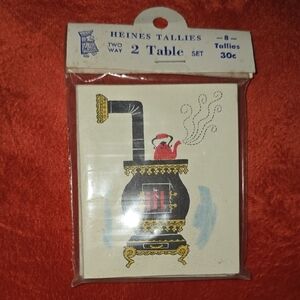 HEINES TALLIES
TWO WAY
2 Table SET
8
Tallies
30¢